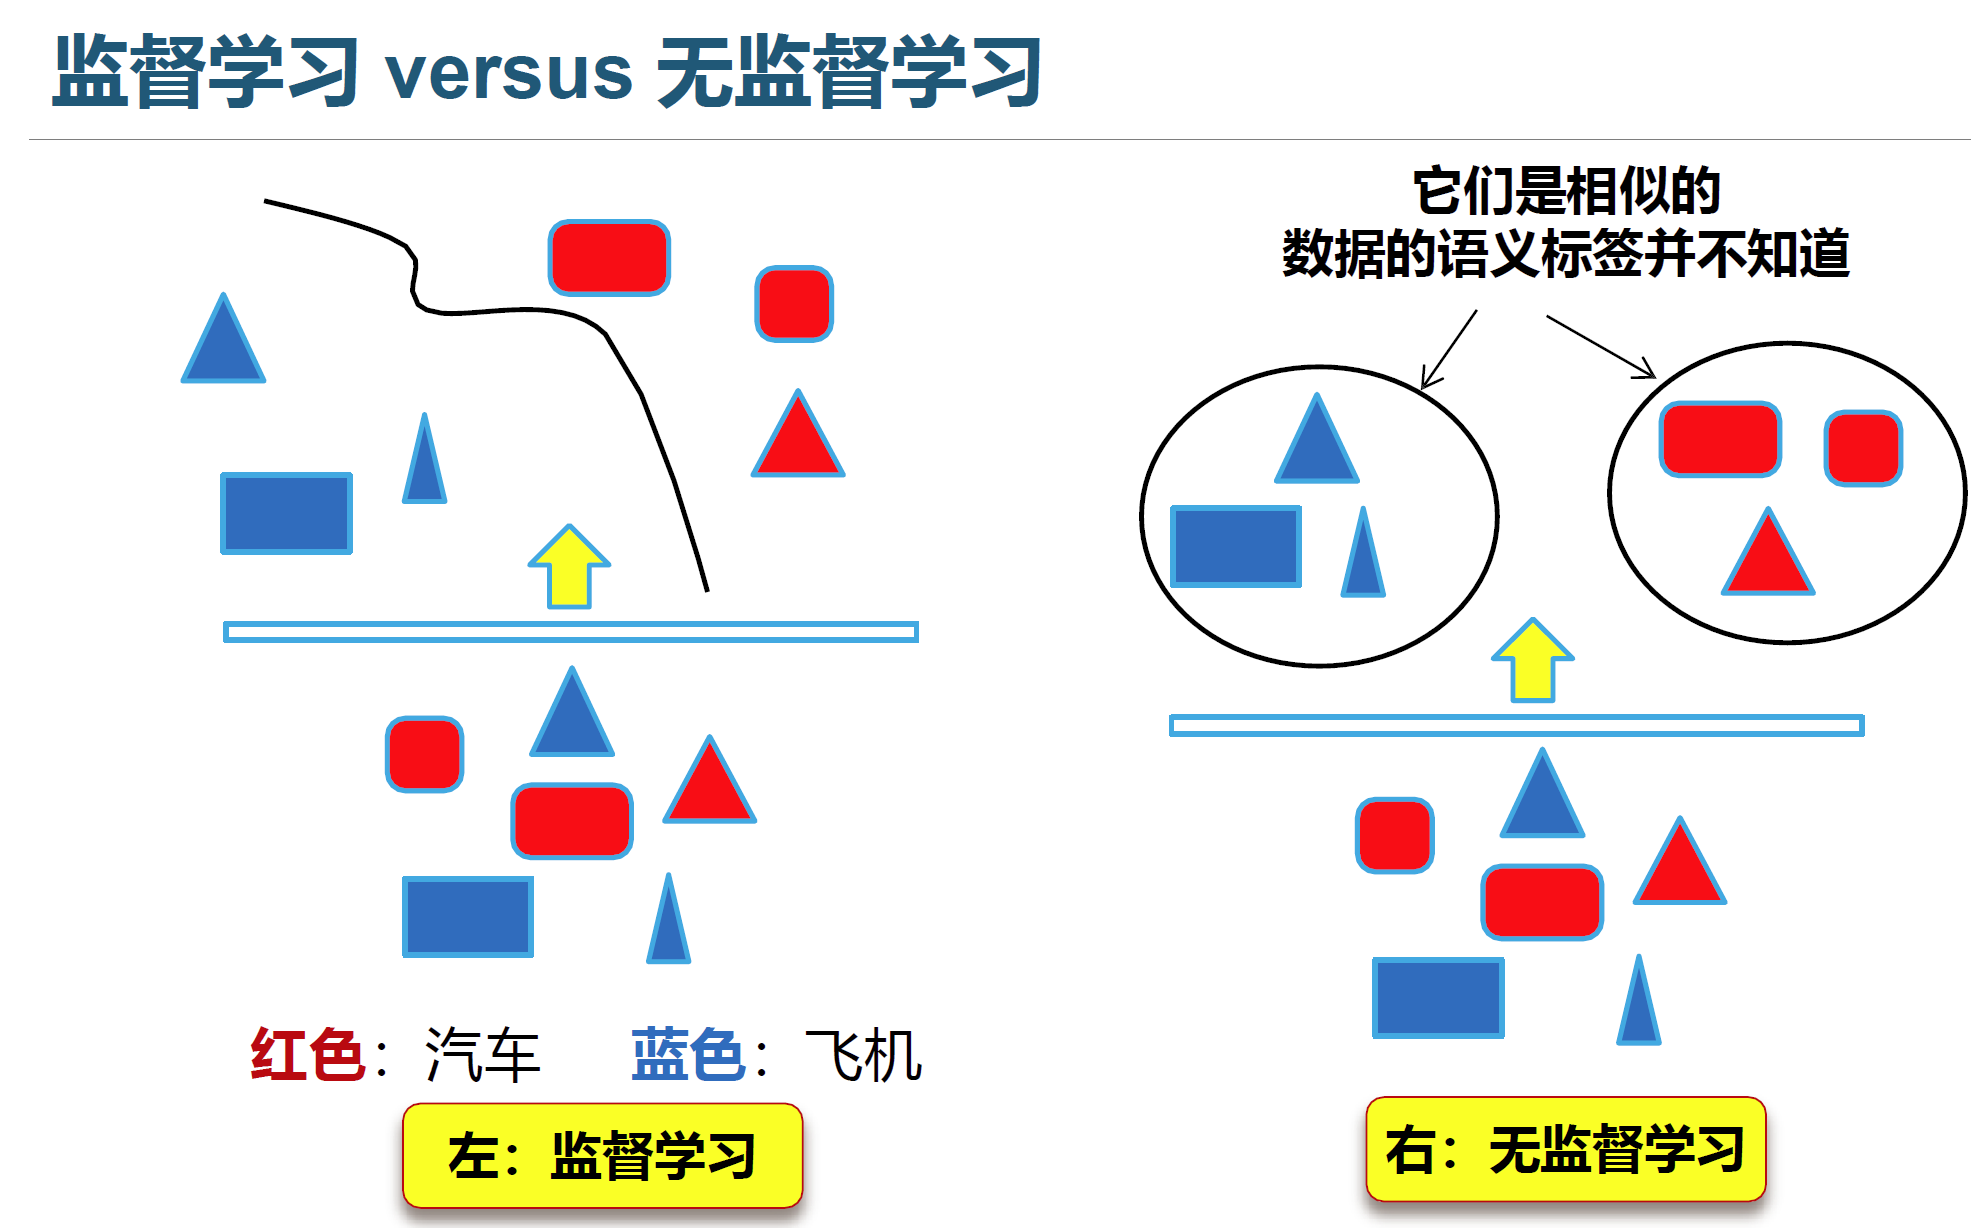 监督学习 versus 无监督学习
它们是相似的
数据的语义标签并不知道
红色：汽车 蓝色：飞机
左：监督学习
右：无监督学习